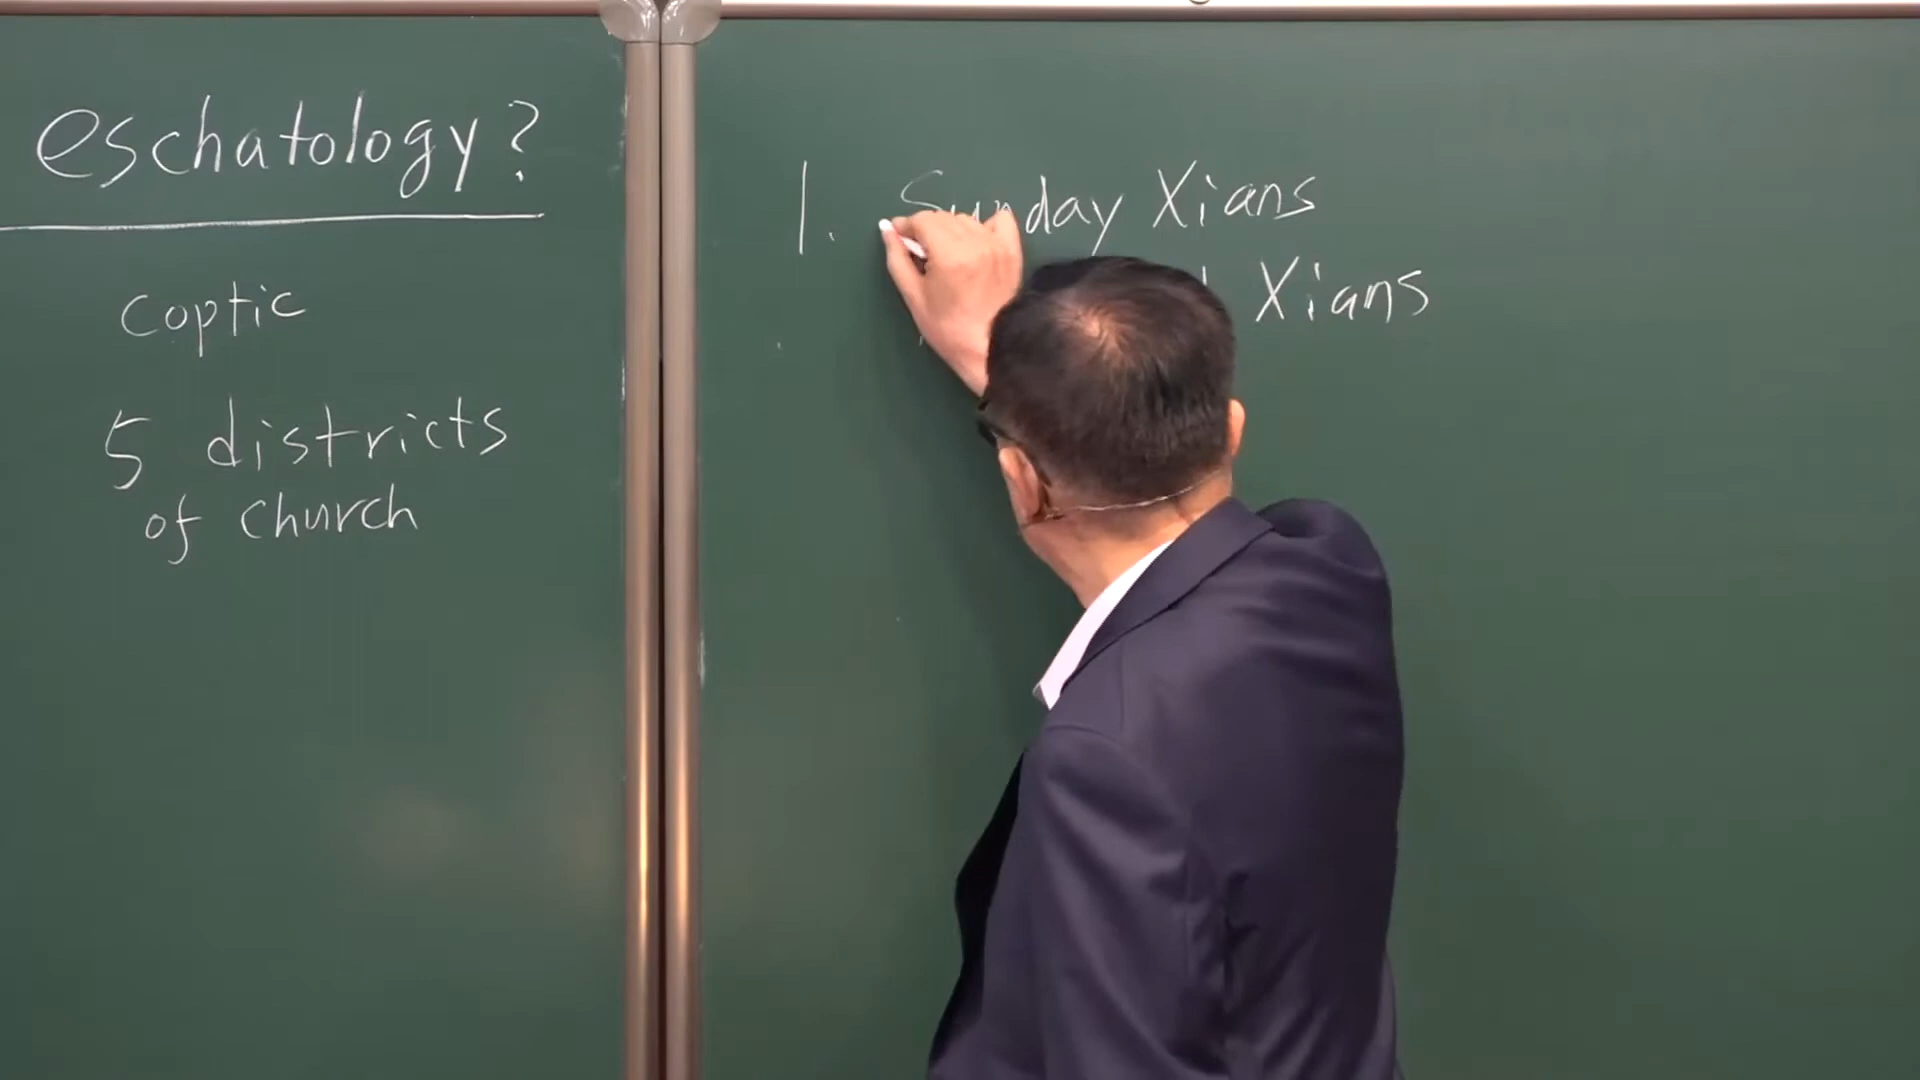 eschatology?
coptic
5 districts
of church
1. Sunday Xians
Xians